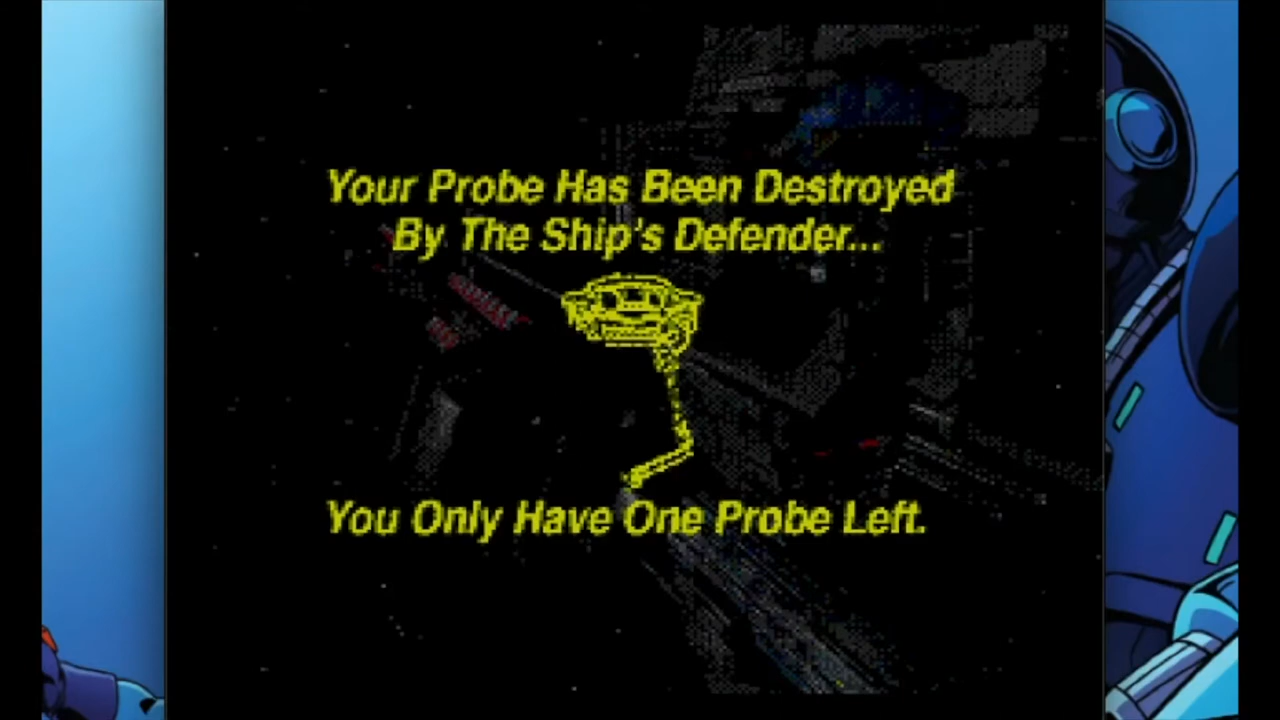 Your Probe Has Been Destroyed
By The Ship's Defender...
You Only Have One Probe Left.